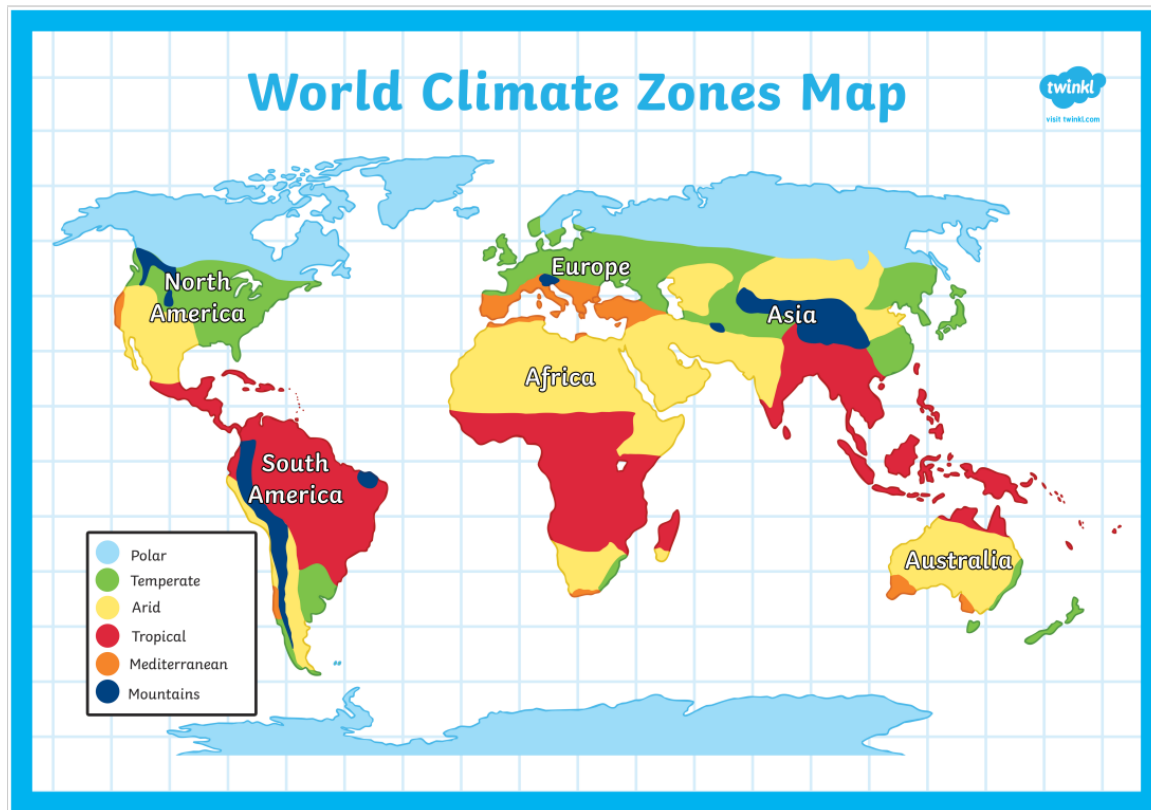 World Climate Zones Map
twinkl
visit twinkl.com
North
America
Europe
Asia
Africa
South
America
Australia
Polar
Temperate
Arid
Tropical
Mediterranean
Mountains